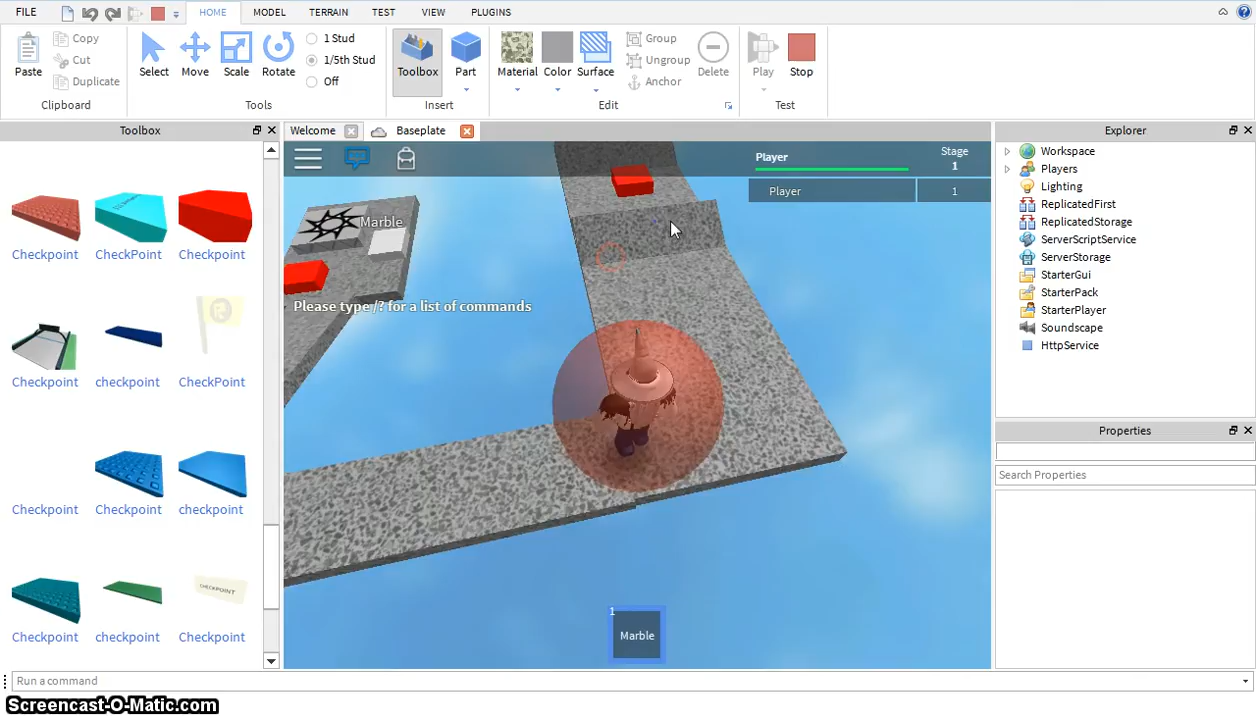 FILE HOME MODEL TERRAIN TEST VIEW PLUGINS
Copy 1 Stud Group
Cut 1/5th Stud Ungroup
Paste Duplicate Select Move Scale Rotate Off Toolbox Part Material Color Surface Anchor Delete Play Stop
Clipboard Tools Insert Edit Test
Toolbox Welcome Baseplate Explorer
Checkpoint CheckPoint Checkpoint
Checkpoint checkpoint CheckPoint
Checkpoint Checkpoint checkpoint
CHECKPOINT
Checkpoint checkpoint Checkpoint
Player Stage
1
Player 1
Marble
Please type /? for a list of commands
1
Marble
Workspace
Players
Lighting
ReplicatedFirst
ReplicatedStorage
ServerScriptService
ServerStorage
StarterGui
StarterPack
StarterPlayer
Soundscape
HttpService
Properties
Search Properties
Run a command
Screencast-O-Matic.com